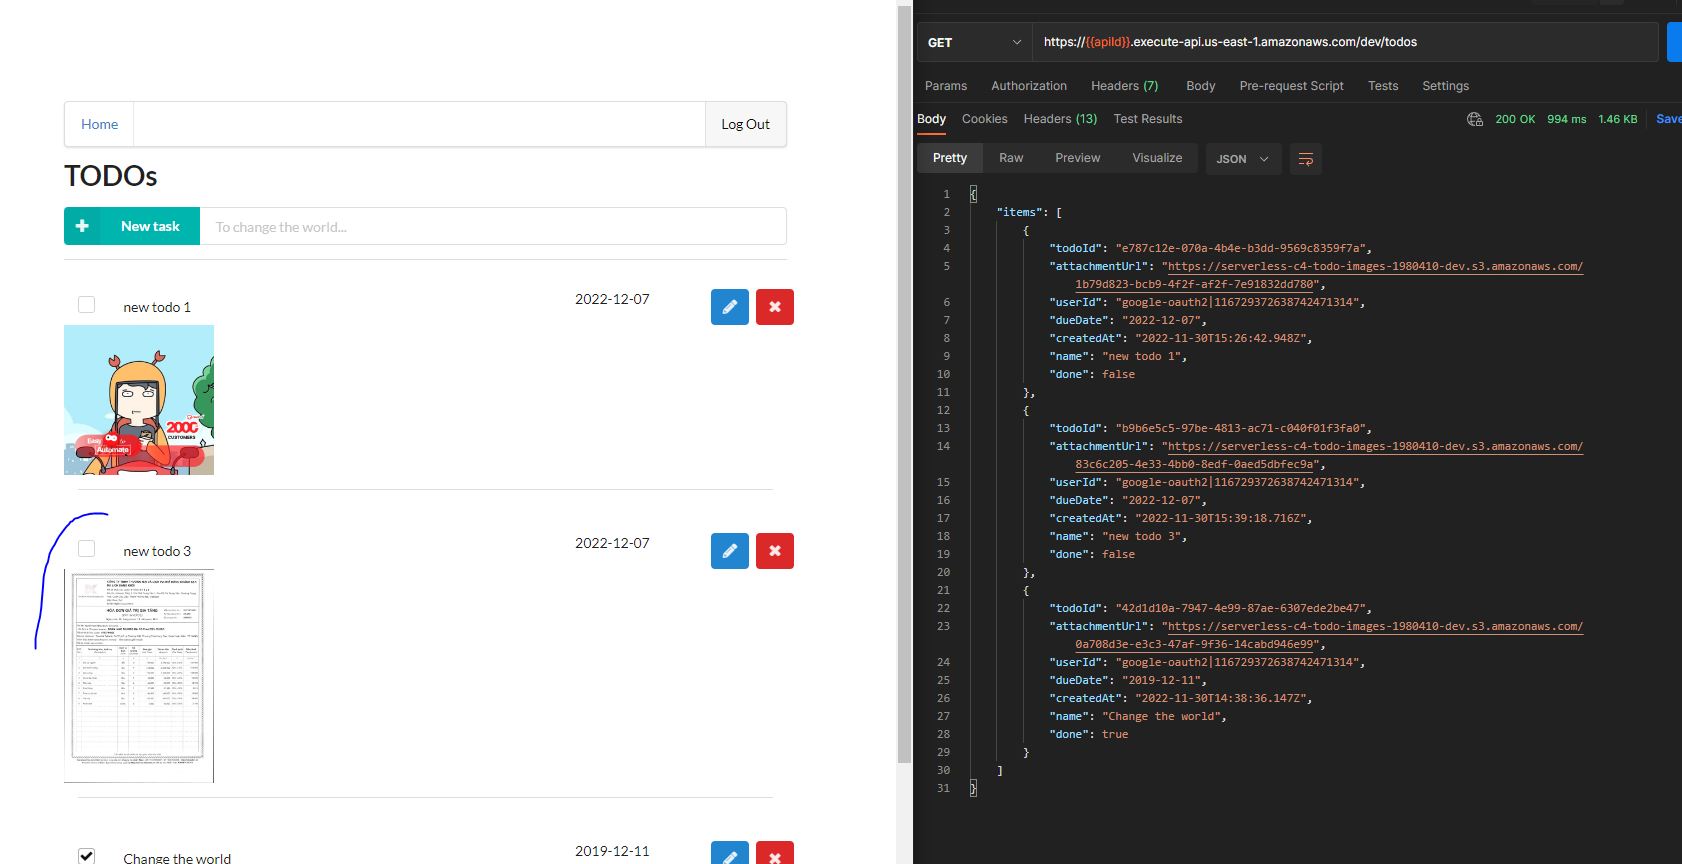 Home
Log Out
TODOs
New task
To change the world...
new todo 1
2022-12-07
2000
CUSTOMERS
Easy to
Automate
new todo 3
2022-12-07
HÓA ĐƠN GIÁ TRỊ GIA TĂNG
Change the world
2019-12-11
GET
https://{{apiId}}.execute-api.us-east-1.amazonaws.com/dev/todos
Params Authorization Headers (7) Body Pre-request Script Tests Settings
Body Cookies Headers (13) Test Results
200 OK 994 ms 1.46 KB Save
Pretty Raw Preview Visualize JSON
1 {
2 "items": [
3 {
4 "todoId": "e787c12e-070a-4b4e-b3dd-9569c8359f7a",
5 "attachmentUrl": "https://serverless-c4-todo-images-1980410-dev.s3.amazonaws.com/
1b79d823-bcb9-4f2f-af2f-7e91832dd780",
6 "userId": "google-oauth2|116729372638742471314",
7 "dueDate": "2022-12-07",
8 "createdAt": "2022-11-30T15:26:42.948Z",
9 "name": "new todo 1",
10 "done": false
11 },
12 {
13 "todoId": "b9b6e5c5-97be-4813-ac71-c040f01f3fa0",
14 "attachmentUrl": "https://serverless-c4-todo-images-1980410-dev.s3.amazonaws.com/
83c6c205-4e33-4bb0-8edf-0aed5dbfec9a",
15 "userId": "google-oauth2|116729372638742471314",
16 "dueDate": "2022-12-07",
17 "createdAt": "2022-11-30T15:39:18.716Z",
18 "name": "new todo 3",
19 "done": false
20 },
21 {
22 "todoId": "42d1d10a-7947-4e99-87ae-6307ede2be47",
23 "attachmentUrl": "https://serverless-c4-todo-images-1980410-dev.s3.amazonaws.com/
0a708d3e-e3c3-47af-9f36-14cabd946e99",
24 "userId": "google-oauth2|116729372638742471314",
25 "dueDate": "2019-12-11",
26 "createdAt": "2022-11-30T14:38:36.147Z",
27 "name": "Change the world",
28 "done": true
29 }
30 ]
31 }